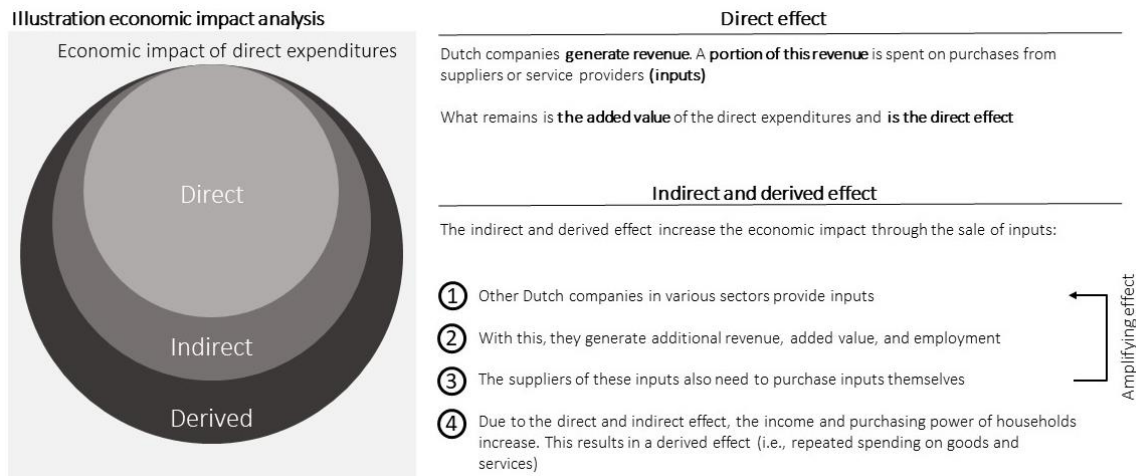 Illustration economic impact analysis
Economic impact of direct expenditures
Direct
Indirect
Derived
Direct effect
Dutch companies generate revenue. A portion of this revenue is spent on purchases from
suppliers or service providers (inputs)
What remains is the added value of the direct expenditures and is the direct effect
Indirect and derived effect
The indirect and derived effect increase the economic impact through the sale of inputs:
1 Other Dutch companies in various sectors provide inputs
2 With this, they generate additional revenue, added value, and employment
3 The suppliers of these inputs also need to purchase inputs themselves
4 Due to the direct and indirect effect, the income and purchasing power of households
increase. This results in a derived effect (i.e., repeated spending on goods and
services)
Amplifying effect